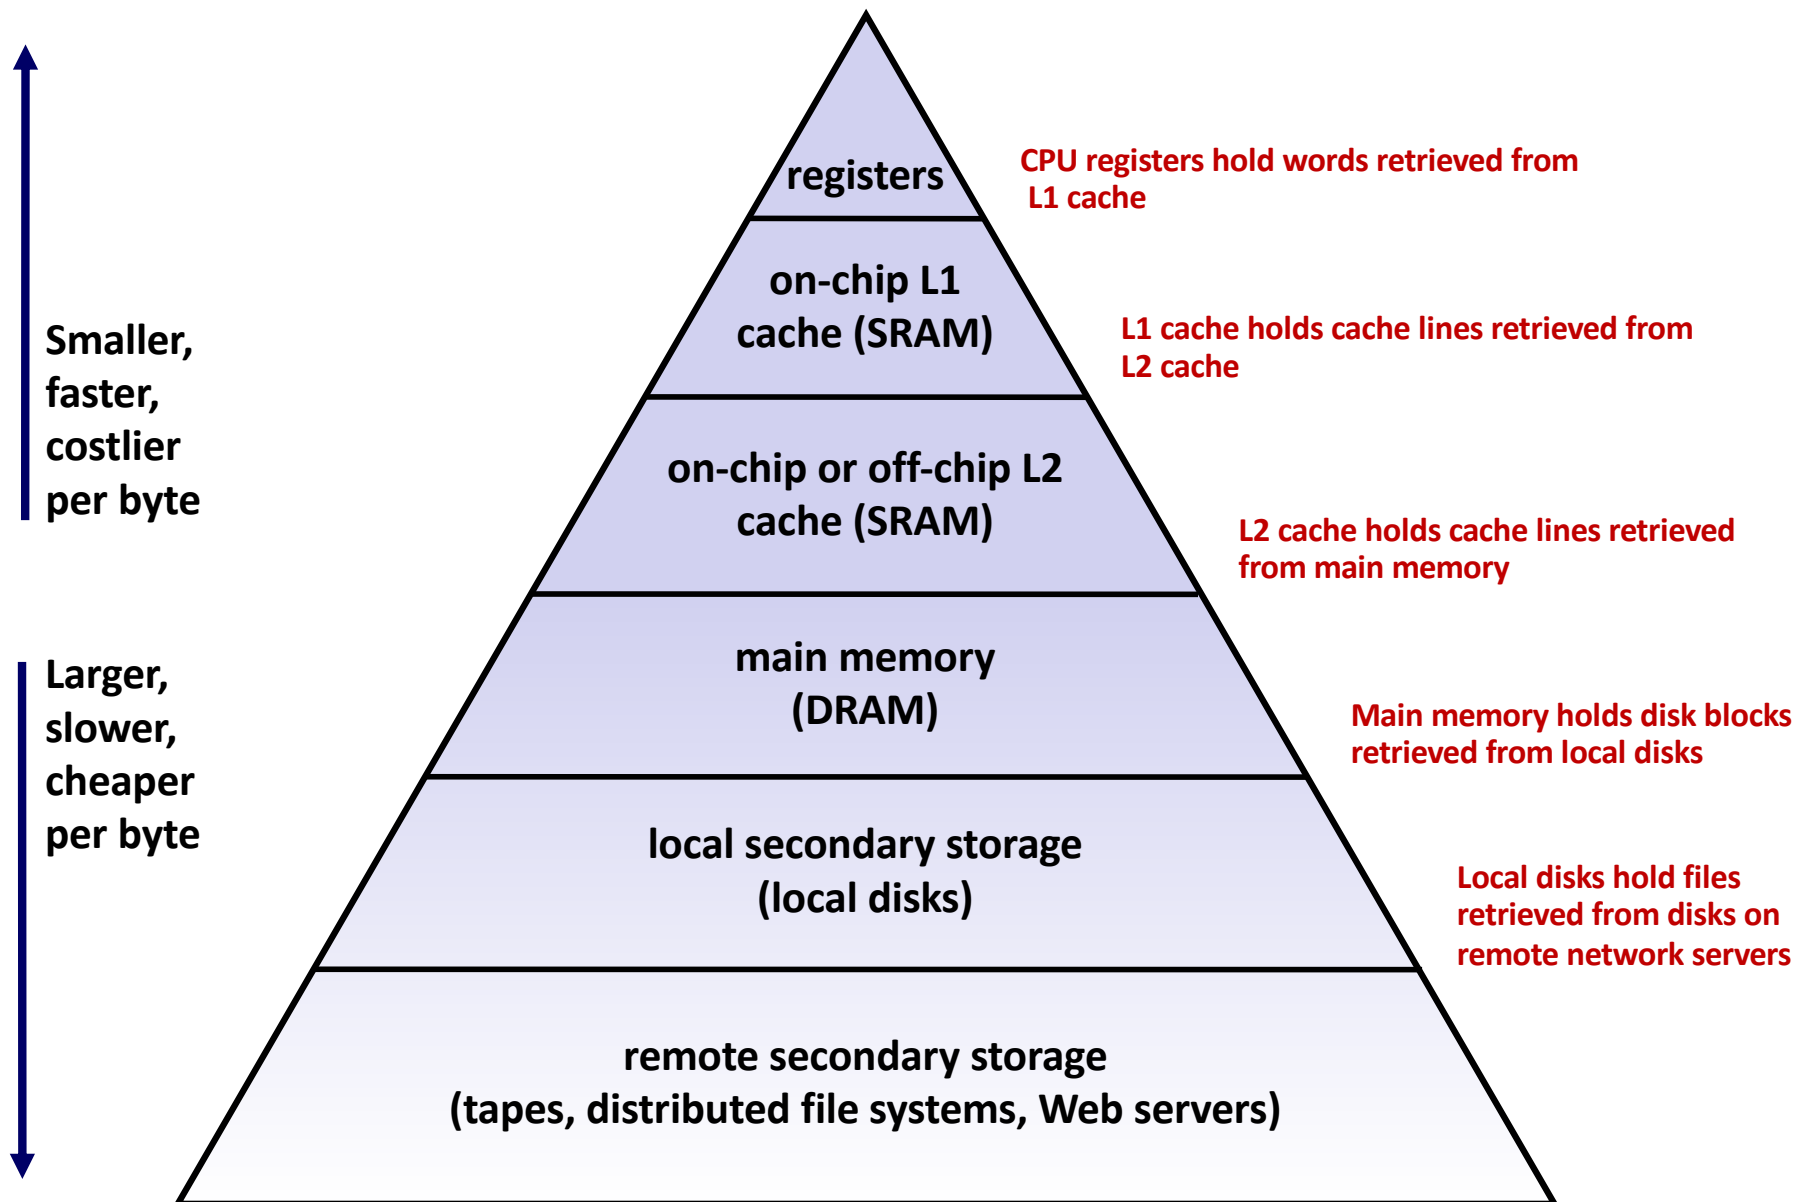 registers
CPU registers hold words retrieved from
L1 cache
on-chip L1
cache (SRAM)
L1 cache holds cache lines retrieved from
L2 cache
Smaller,
faster,
costlier
per byte
on-chip or off-chip L2
cache (SRAM)
L2 cache holds cache lines retrieved
from main memory
Larger,
slower,
cheaper
per byte
main memory
(DRAM)
Main memory holds disk blocks
retrieved from local disks
local secondary storage
(local disks)
Local disks hold files
retrieved from disks on
remote network servers
remote secondary storage
(tapes, distributed file systems, Web servers)